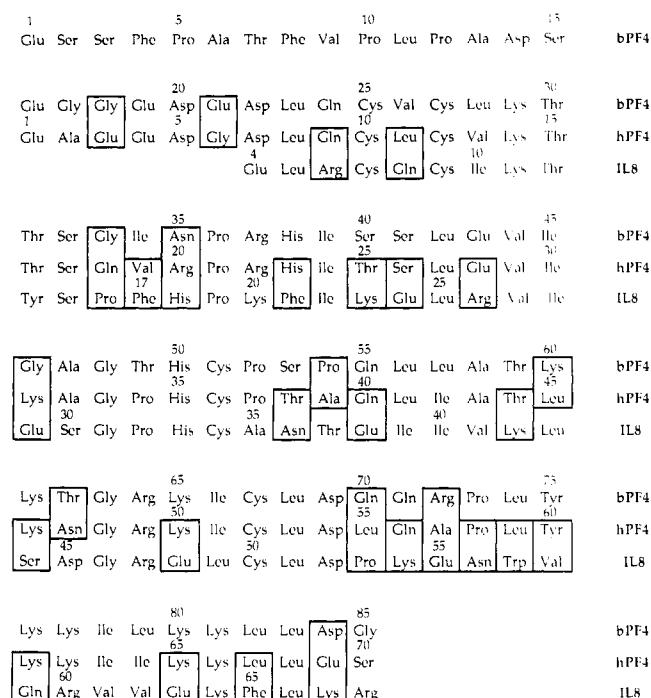 1 5 10 15
Glu Ser Ser Phe Pro Ala Thr Phe Val Pro Leu Pro Ala Asp Ser bPF4
20 25 30
Glu Gly Gly Glu Asp Glu Asp Leu Gln Cys Val Cys Leu Lys Thr bPF4
1 5 10 15
Glu Ala Glu Glu Asp Gly Asp Leu Gln Cys Leu Cys Val Lys Thr hPF4
4 10
Glu Leu Arg Cys Gln Cys Ile Lys Thr IL8
35 40 45
Thr Ser Gly Ile Asn Pro Arg His Ile Ser Ser Leu Glu Val Ile bPF4
20 25 30
Thr Ser Gln Val Arg Pro Arg His Ile Thr Ser Leu Glu Val Ile hPF4
17 20 25
Tyr Ser Pro Phe His Pro Lys Phe Ile Lys Glu Leu Arg Val Ile IL8
50 55 60
Gly Ala Gly Thr His Cys Pro Ser Pro Gln Leu Leu Ala Thr Lys bPF4
35 40 45
Lys Ala Gly Pro His Cys Pro Thr Ala Gln Leu Ile Ala Thr Leu hPF4
30 35 40
Glu Ser Gly Pro His Cys Ala Asn Thr Glu Ile Ile Val Lys Leu IL8
65 70 75
Lys Thr Gly Arg Lys Ile Cys Leu Asp Gln Gln Arg Pro Leu Tyr bPF4
50 55 60
Lys Asn Gly Arg Lys Ile Cys Leu Asp Leu Gln Ala Pro Leu Tyr hPF4
45 50 55
Ser Asp Gly Arg Glu Leu Cys Leu Asp Pro Lys Glu Asn Trp Val IL8
80 85
Lys Lys Ile Leu Lys Lys Leu Leu Asp Gly bPF4
65 70
Lys Lys Ile Ile Lys Lys Leu Leu Glu Ser hPF4
60 65
Gln Arg Val Val Glu Lys Phe Leu Lys Arg IL8